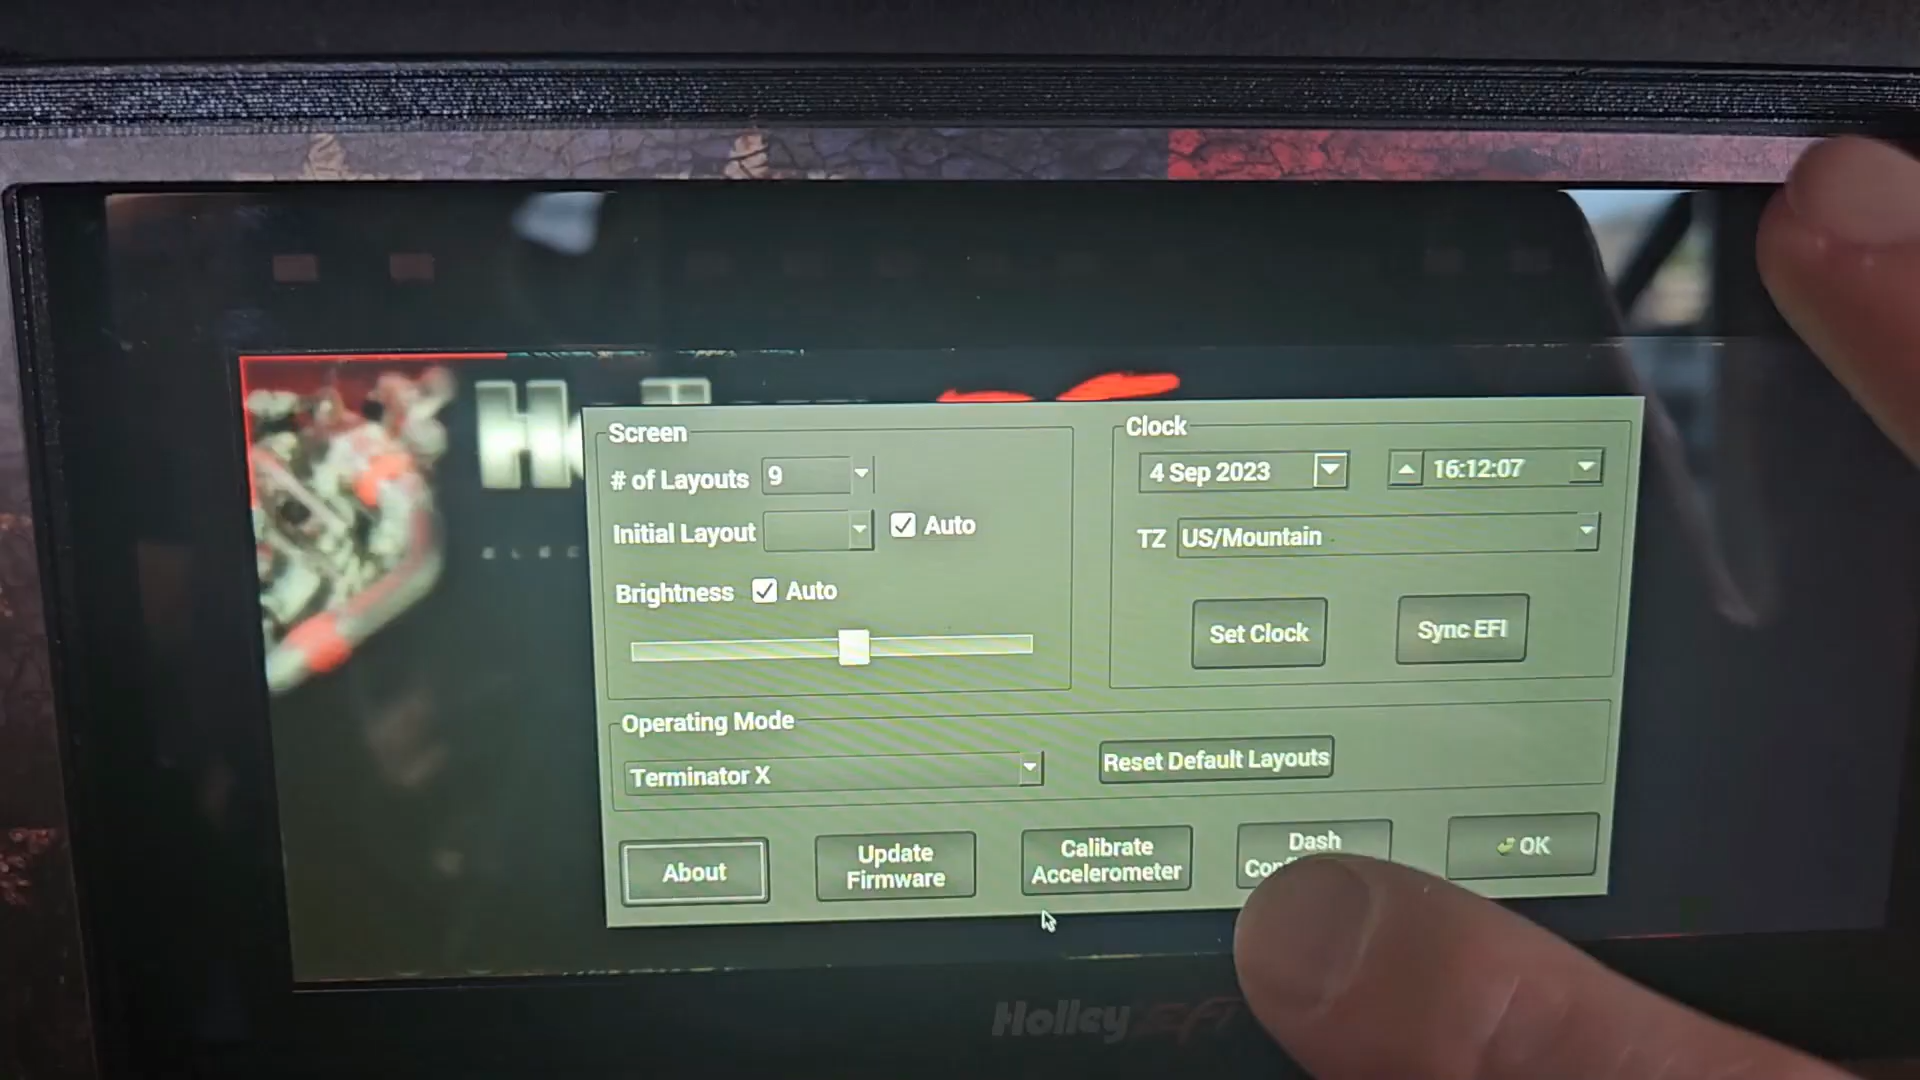 Screen
# of Layouts 9
Initial Layout Auto
Brightness Auto
Clock
4 Sep 2023 16:12:07
TZ US/Mountain
Set Clock Sync EFI
Operating Mode
Terminator X
Reset Default Layouts
About
Update
Firmware
Calibrate
Accelerometer
Dash
OK
Holley EFI